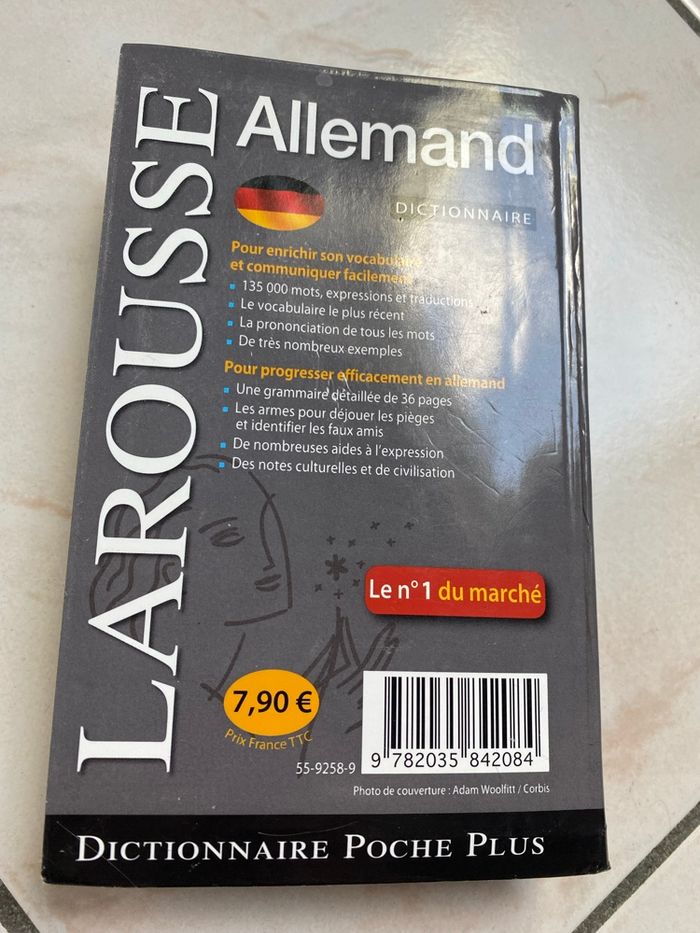 LAROUSSE
Allemand
DICTIONNAIRE
Pour enrichir son vocabulaire
et communiquer facilement
135 000 mots, expressions et traductions
Le vocabulaire le plus récent
La prononciation de tous les mots
De très nombreux exemples
Pour progresser efficacement en allemand
Une grammaire détaillée de 36 pages
Les armes pour déjouer les pièges
et identifier les faux amis
De nombreuses aides à l'expression
Des notes culturelles et de civilisation
Le n° 1 du marché
7,90 €
Prix France TTC
55-9258-9
9 782035 842084
Photo de couverture : Adam Woolfitt / Corbis
DICTIONNAIRE POCHE PLUS